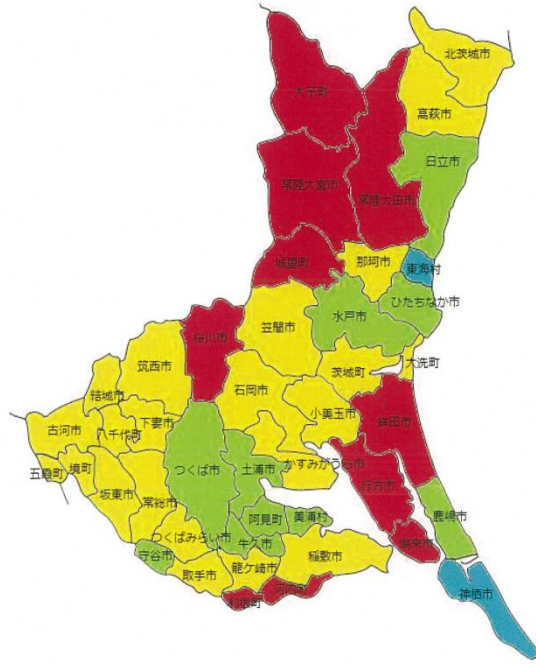 北茨城市
大子町
高萩市
日立市
常陸大宮市
常陸太田市
城里町
那珂市
東海村
ひたちなか市
水戸市
笠間市
桜川市
筑西市
茨城町
大洗町
結城市
石岡市
小美玉市
鉾田市
古河市
八千代町
下妻市
五霞町
境町
つくば市
土浦市
かすみがうら市
行方市
坂東市
常総市
阿見町
美浦村
鹿嶋市
つくばみらい市
牛久市
守谷市
稲敷市
潮来市
取手市
龍ケ崎市
河内町
利根町
神栖市